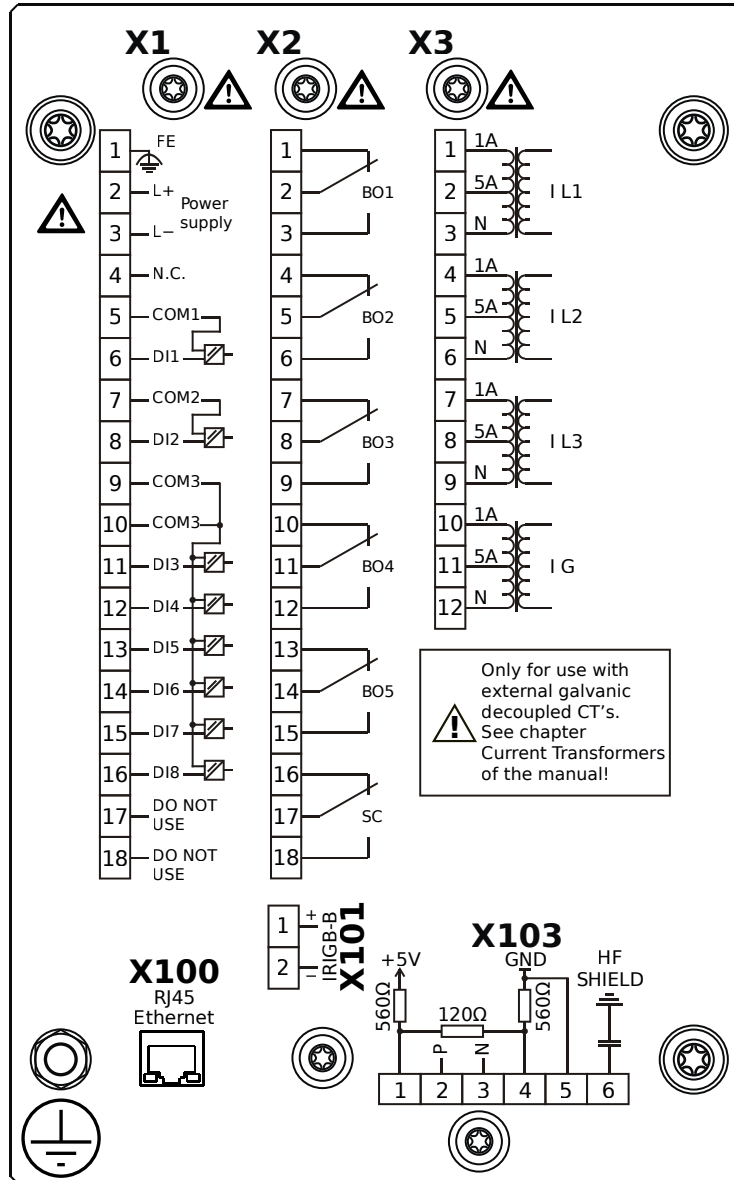 X1
X2
X3
1
FE
2
L+
Power
supply
3
L−
4
N.C.
5
COM1
6
DI1
7
COM2
8
DI2
9
COM3
10
COM3
11
DI3
12
DI4
13
DI5
14
DI6
15
DI7
16
DI8
17
DO NOT
USE
18
DO NOT
USE
1
2
BO1
3
4
5
BO2
6
7
8
BO3
9
10
11
BO4
12
13
14
BO5
15
16
17
SC
18
1
1A
2
5A
I L1
3
N
4
1A
5
5A
I L2
6
N
7
1A
8
5A
I L3
9
N
10
1A
11
5A
I G
12
N
Only for use with
external galvanic
decoupled CT's.
See chapter
Current Transformers
of the manual!
X100
RJ45
Ethernet
1
+
2
−
IRIGB-B
X101
X103
+5V
GND
HF
SHIELD
560Ω
120Ω
560Ω
P
N
1
2
3
4
5
6